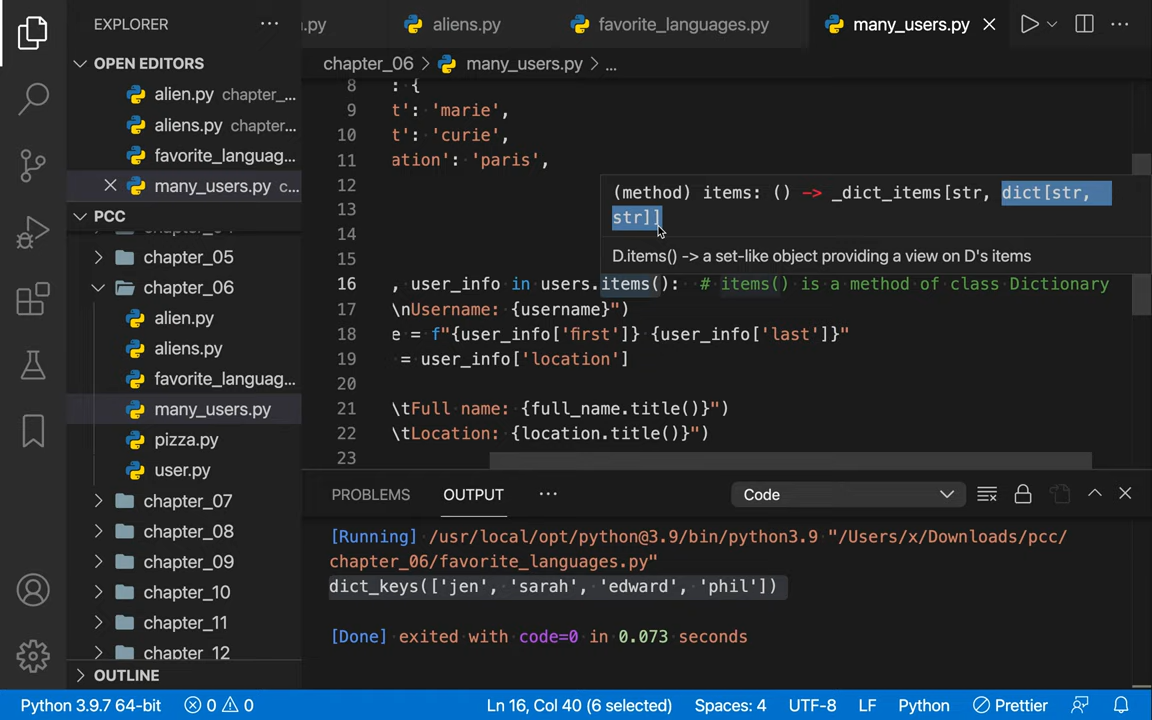 EXPLORER
OPEN EDITORS
alien.py chapter_...
aliens.py chapter...
favorite_languag...
many_users.py c...
PCC
chapter_05
chapter_06
alien.py
aliens.py
favorite_languag...
many_users.py
pizza.py
user.py
chapter_07
chapter_08
chapter_09
chapter_10
chapter_11
chapter_12
OUTLINE
.py
aliens.py
favorite_languages.py
many_users.py
chapter_06 > many_users.py > ...
8 : {
9 t': 'marie',
10 t': 'curie',
11 ation': 'paris',
12
13
14
15
(method) items: () -> _dict_items[str, dict[str,
str]]
D.items() -> a set-like object providing a view on D's items
16 , user_info in users.items(): # items() is a method of class Dictionary
17 \nUsername: {username}")
18 e = f"{user_info['first']} {user_info['last']}"
19 = user_info['location']
20
21 \tFull name: {full_name.title()}")
22 \tLocation: {location.title()}")
23
PROBLEMS OUTPUT ... Code
[Running] /usr/local/opt/python@3.9/bin/python3.9 "/Users/x/Downloads/pcc/
chapter_06/favorite_languages.py"
dict_keys(['jen', 'sarah', 'edward', 'phil'])
[Done] exited with code=0 in 0.073 seconds
Python 3.9.7 64-bit 0 0 Ln 16, Col 40 (6 selected) Spaces: 4 UTF-8 LF Python Prettier